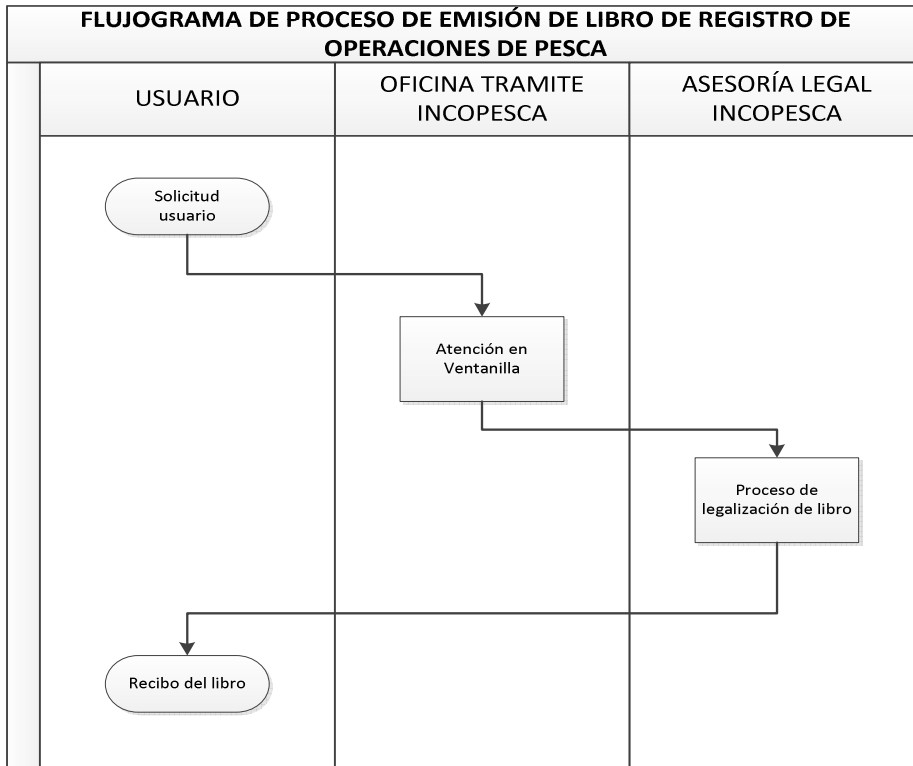 FLUJOGRAMA DE PROCESO DE EMISIÓN DE LIBRO DE REGISTRO DE
OPERACIONES DE PESCA
USUARIO
OFICINA TRAMITE
INCOPESCA
ASESORÍA LEGAL
INCOPESCA
Solicitud
usuario
Atención en
Ventanilla
Proceso de
legalización de libro
Recibo del libro